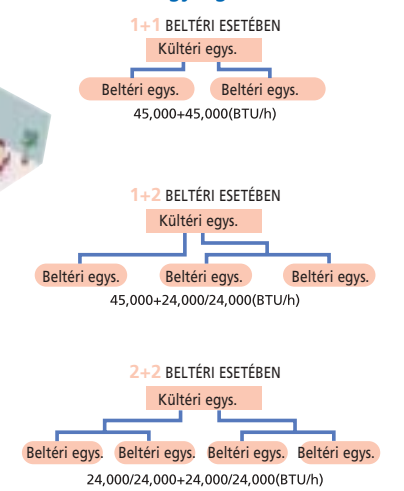 1+1 BELTÉRI ESETÉBEN
Kültéri egys.
Beltéri egys. Beltéri egys.
45,000+45,000(BTU/h)
1+2 BELTÉRI ESETÉBEN
Kültéri egys.
Beltéri egys. Beltéri egys. Beltéri egys.
45,000+24,000/24,000(BTU/h)
2+2 BELTÉRI ESETÉBEN
Kültéri egys.
Beltéri egys. Beltéri egys. Beltéri egys. Beltéri egys.
24,000/24,000+24,000/24,000(BTU/h)